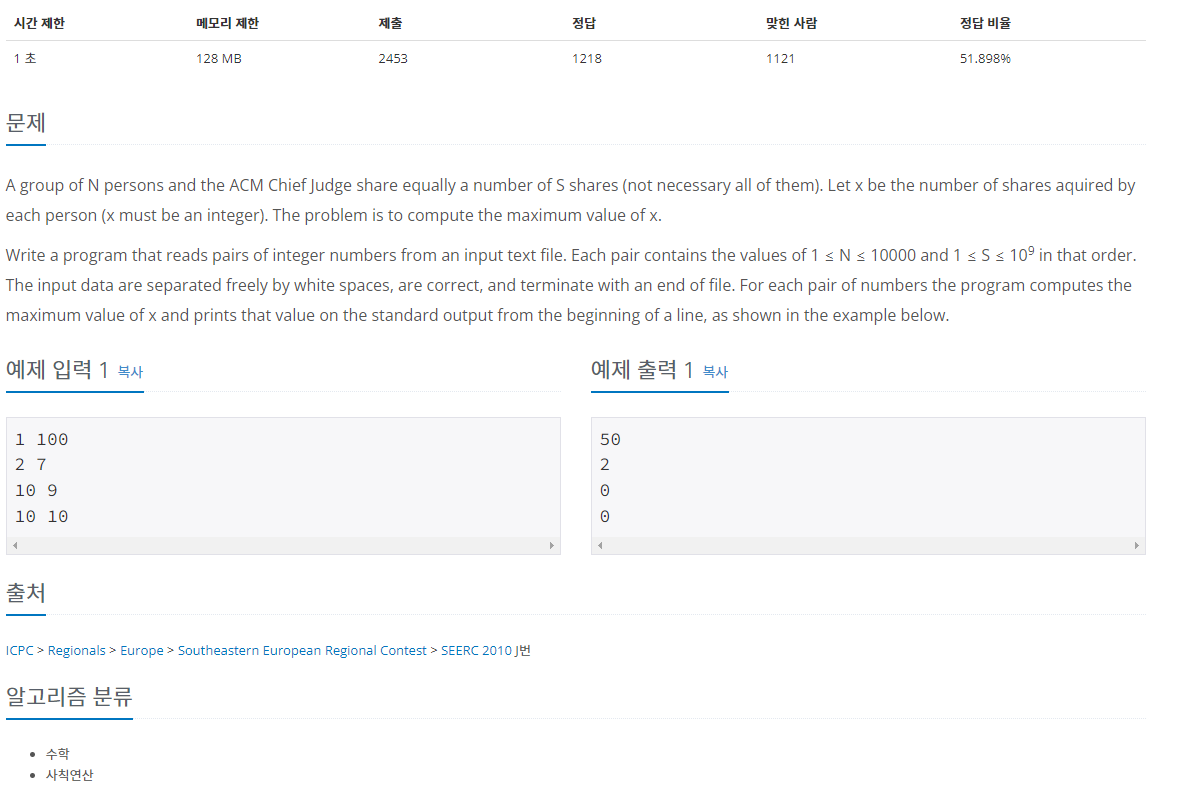 시간 제한 메모리 제한 제출 정답 맞힌 사람 정답 비율
1 초 128 MB 2453 1218 1121 51.898%
문제
A group of N persons and the ACM Chief Judge share equally a number of S shares (not necessary all of them). Let x be the number of shares aquired by
each person (x must be an integer). The problem is to compute the maximum value of x.
Write a program that reads pairs of integer numbers from an input text file. Each pair contains the values of 1 ≤ N ≤ 10000 and 1 ≤ S ≤ 10⁹ in that order.
The input data are separated freely by white spaces, are correct, and terminate with an end of file. For each pair of numbers the program computes the
maximum value of x and prints that value on the standard output from the beginning of a line, as shown in the example below.
예제 입력 1 복사
1 100
2 7
10 9
10 10
예제 출력 1 복사
50
2
0
0
출처
ICPC > Regionals > Europe > Southeastern European Regional Contest > SEERC 2010 J번
알고리즘 분류
• 수학
• 사칙연산